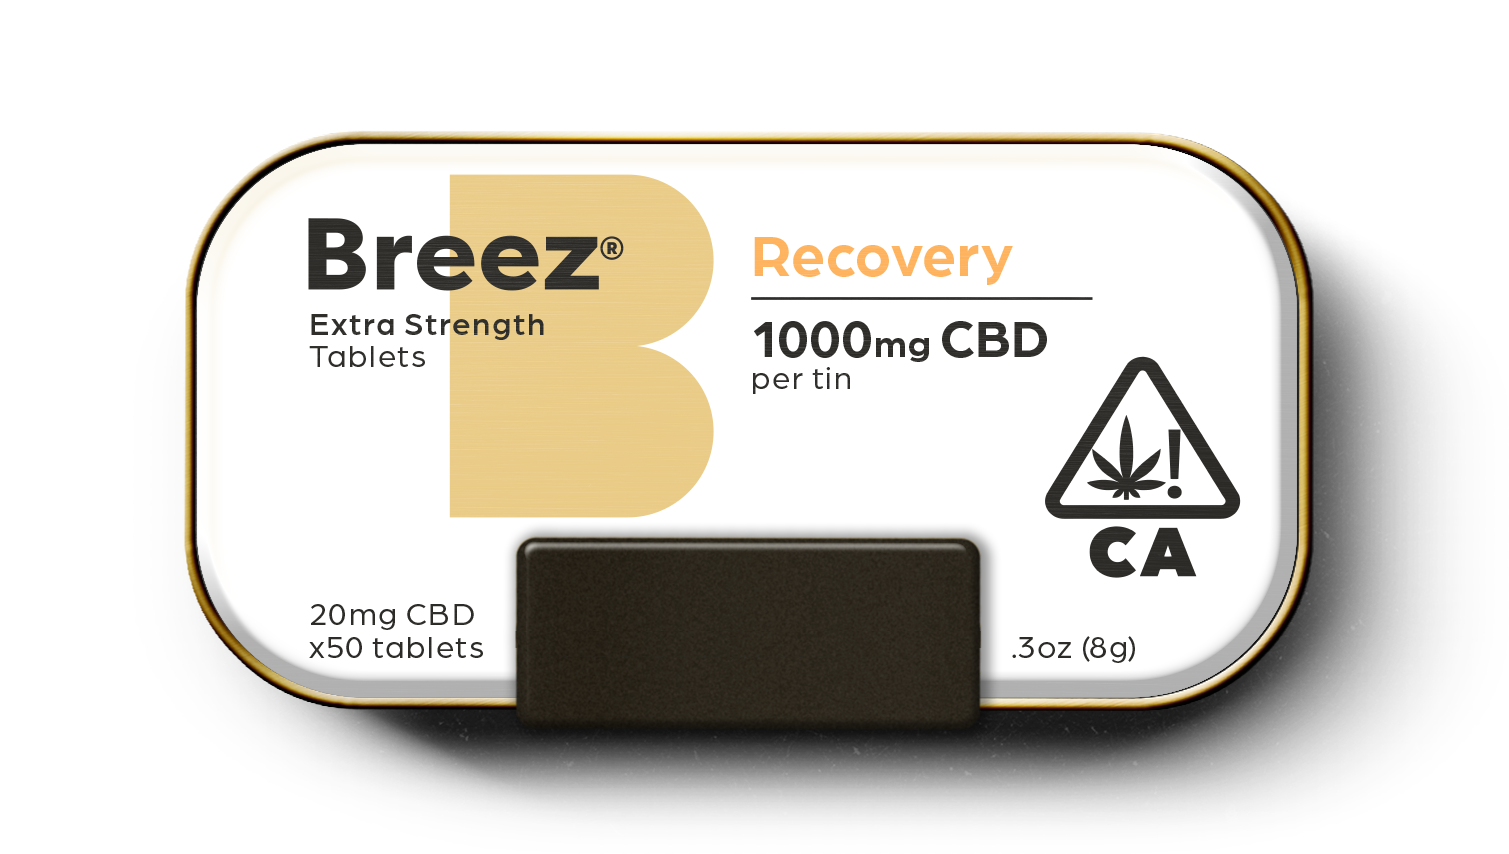 Breez®
Extra Strength
Tablets
Recovery
1000mg CBD
per tin
CA
20mg CBD
x50 tablets
.3oz (8g)